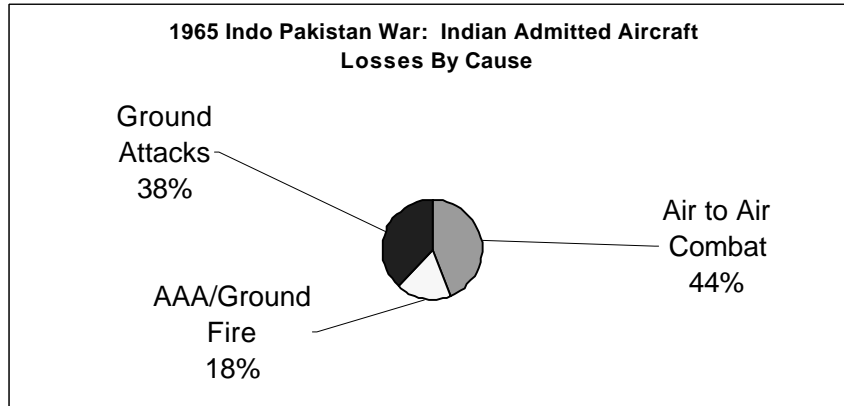 1965 Indo Pakistan War: Indian Admitted Aircraft
Losses By Cause
Ground
Attacks
38%
Air to Air
Combat
44%
AAA/Ground
Fire
18%